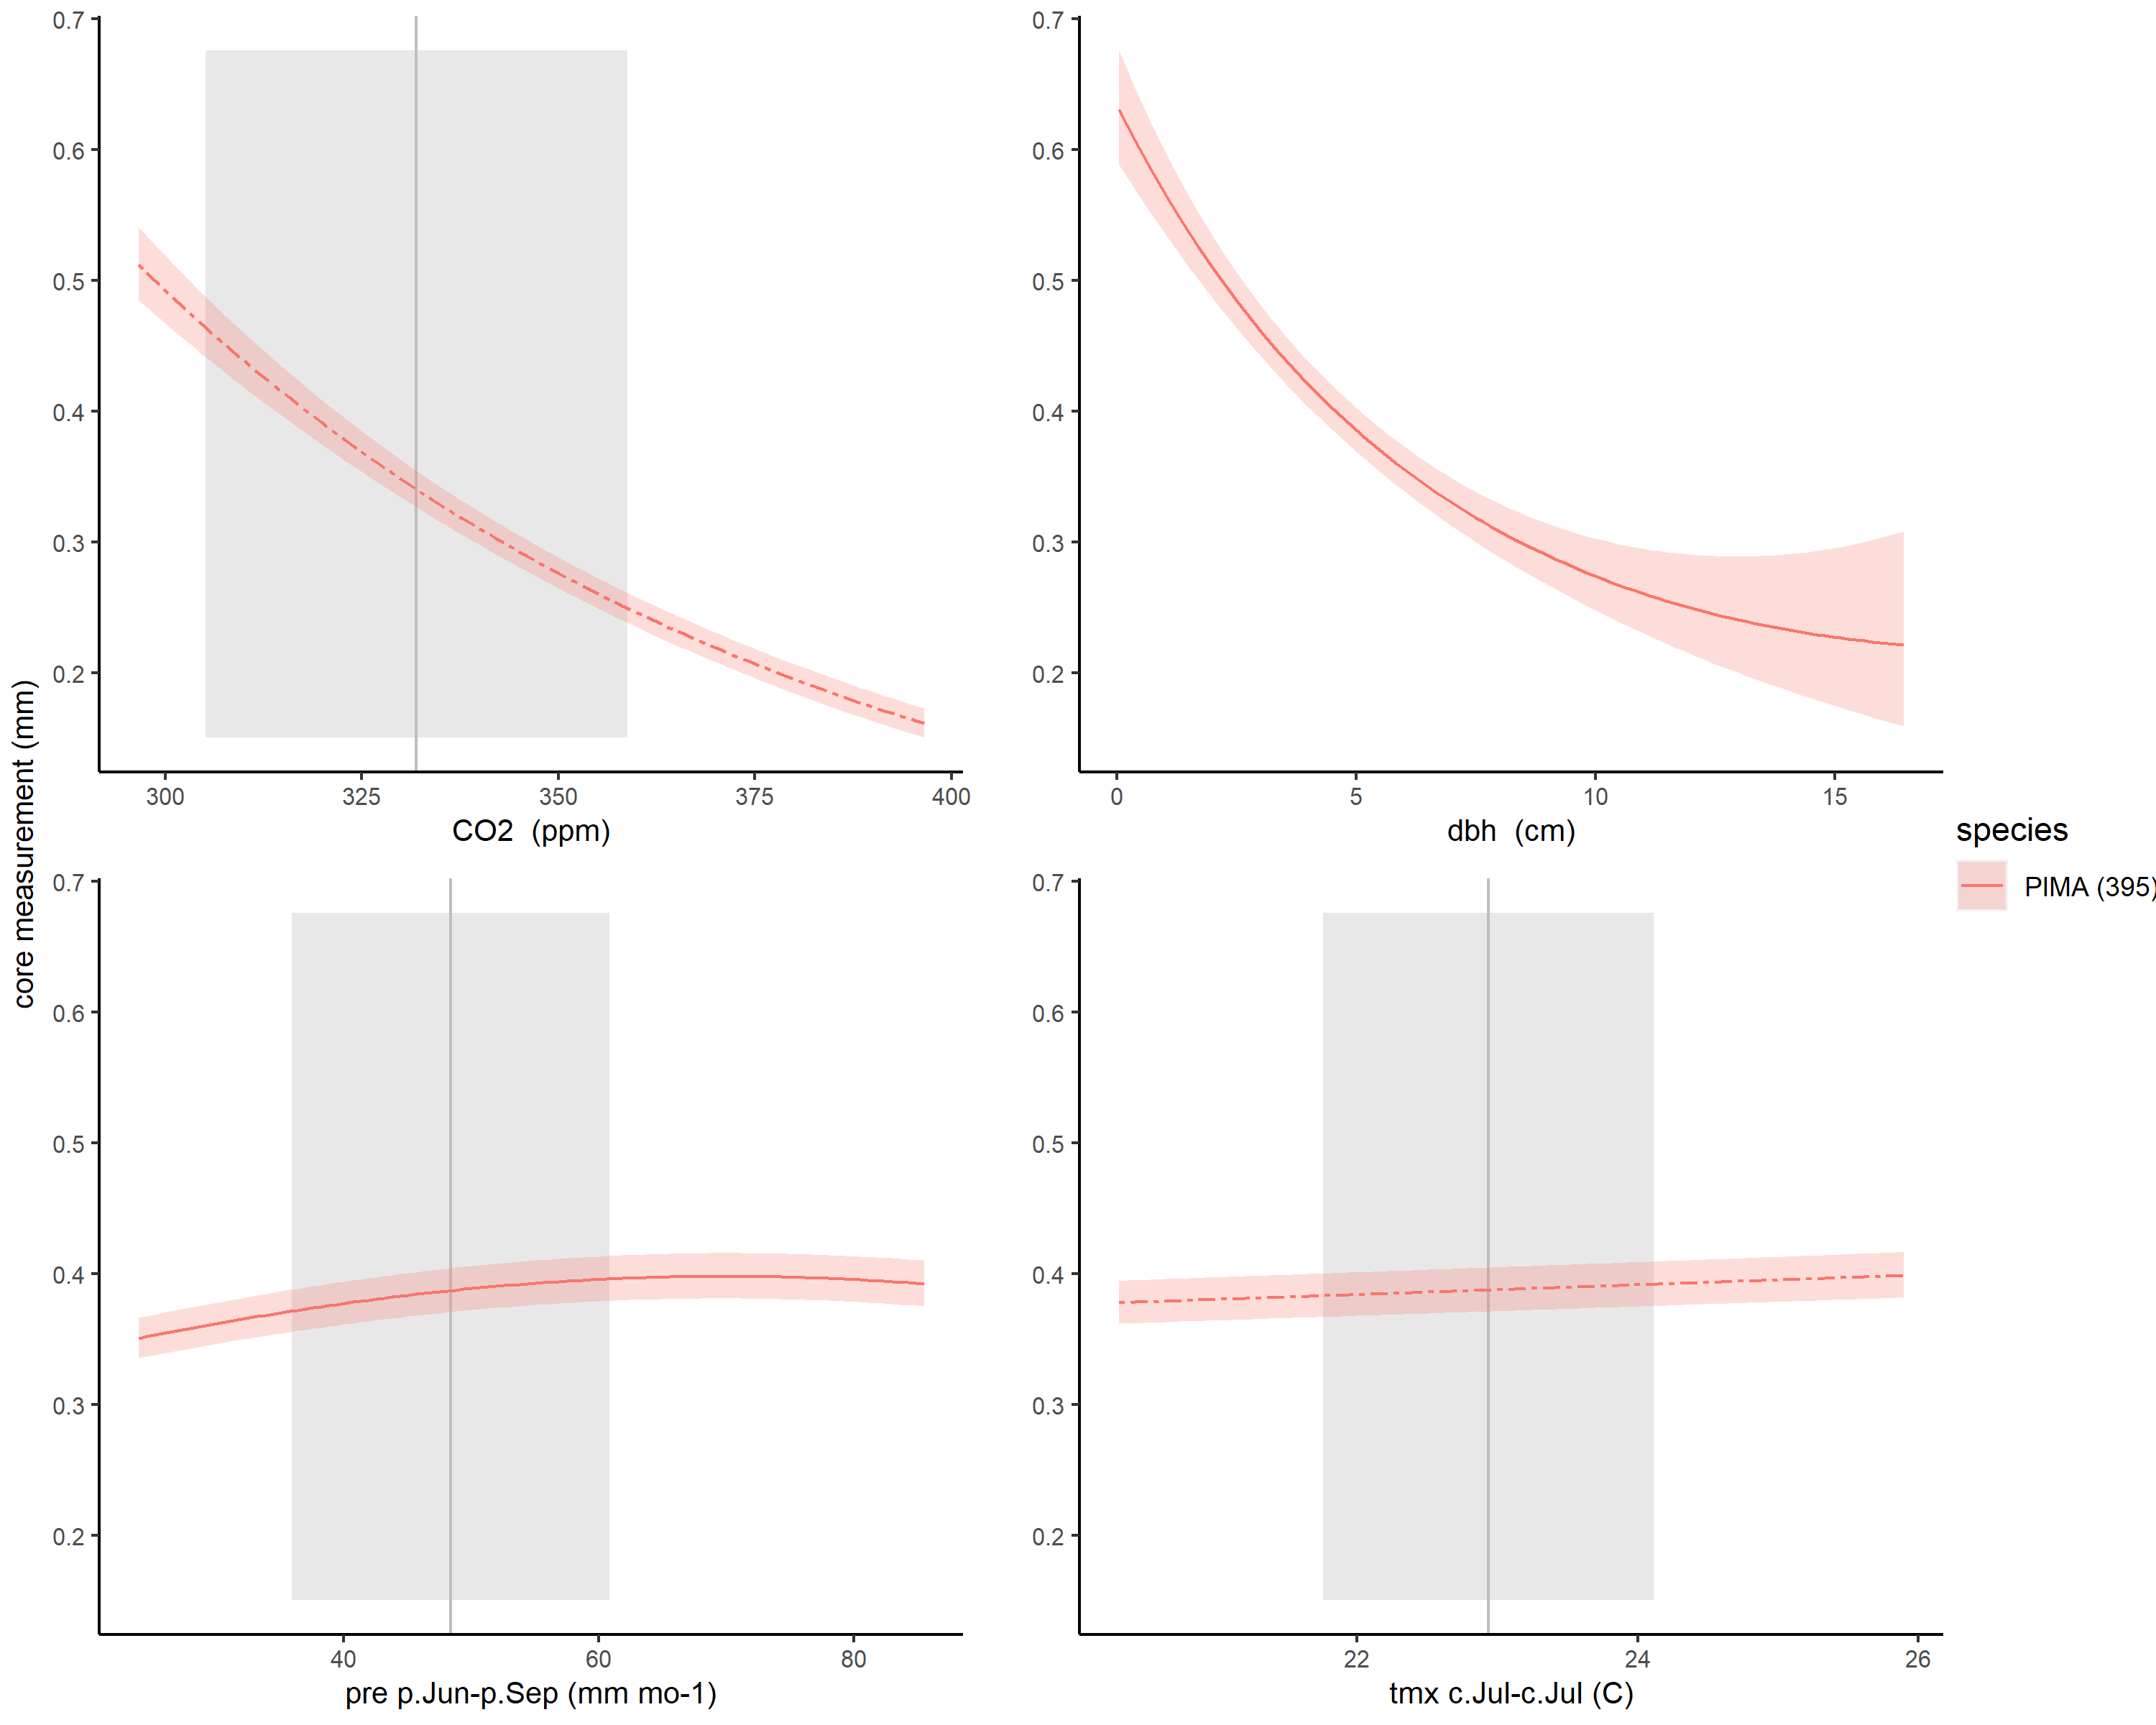 core measurement (mm)
0.7
0.6
0.5
0.4
0.3
0.2
300 325 350 375 400
CO2 (ppm)
0.7
0.6
0.5
0.4
0.3
0.2
0 5 10 15
dbh (cm)
0.7
0.6
0.5
0.4
0.3
0.2
40 60 80
pre p.Jun-p.Sep (mm mo-1)
0.7
0.6
0.5
0.4
0.3
0.2
22 24 26
tmx c.Jul-c.Jul (C)
species
PIMA (395)